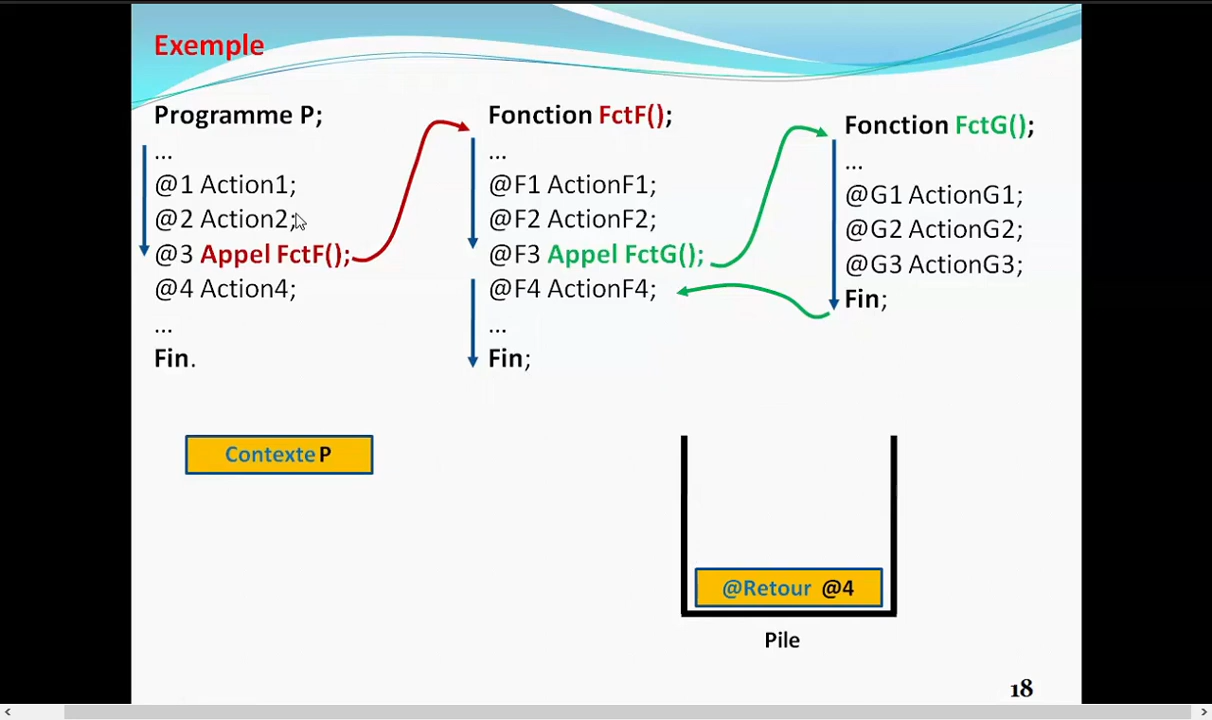 Exemple
Programme P;
...
@1 Action1;
@2 Action2;
@3 Appel FctF();
@4 Action4;
...
Fin.
Fonction FctF();
...
@F1 ActionF1;
@F2 ActionF2;
@F3 Appel FctG();
@F4 ActionF4;
...
Fin;
Fonction FctG();
...
@G1 ActionG1;
@G2 ActionG2;
@G3 ActionG3;
Fin;
Contexte P
@Retour @4
Pile
18